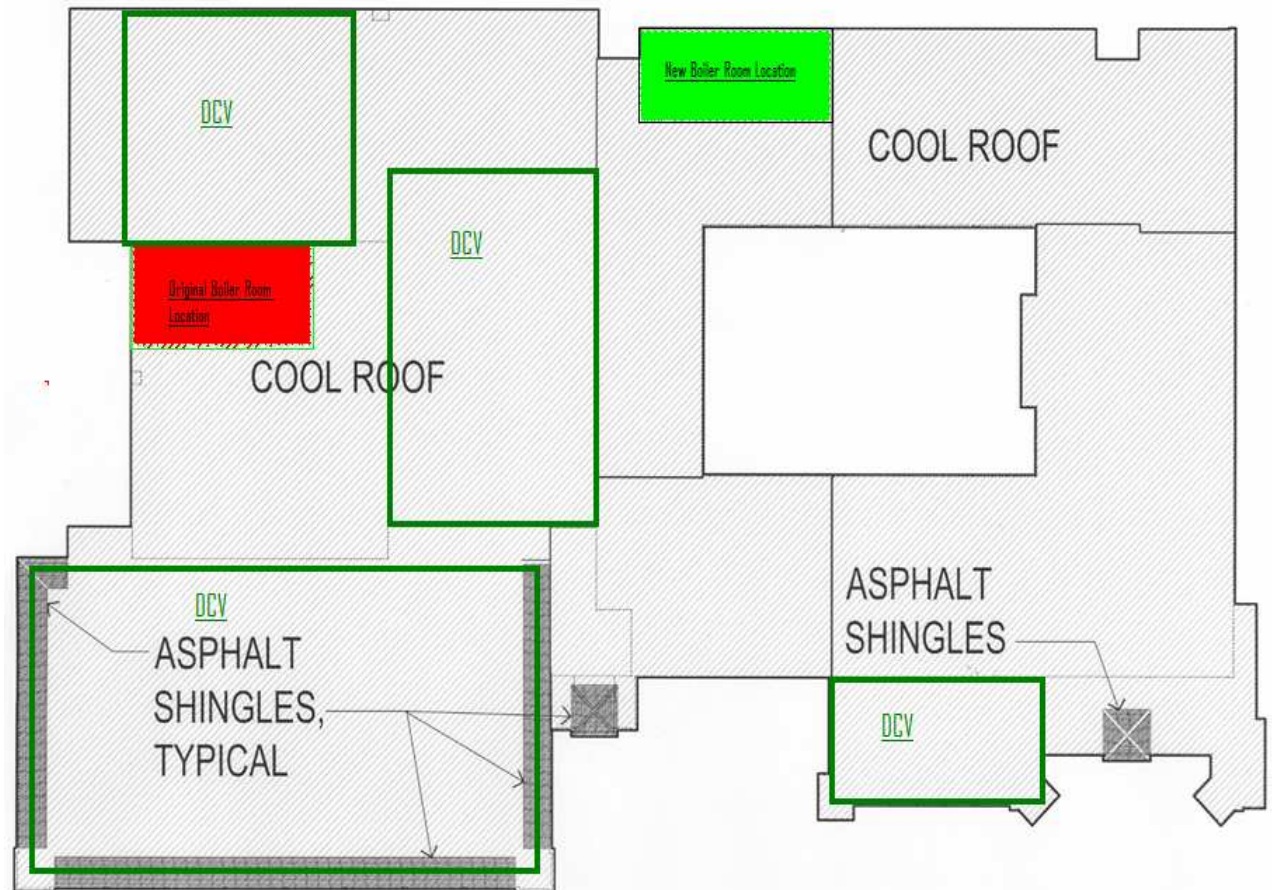 DCV
New Boiler Room Location
COOL ROOF
DCV
Original Boiler Room
Location
COOL ROOF
DCV
ASPHALT
SHINGLES,
TYPICAL
ASPHALT
SHINGLES
DCV